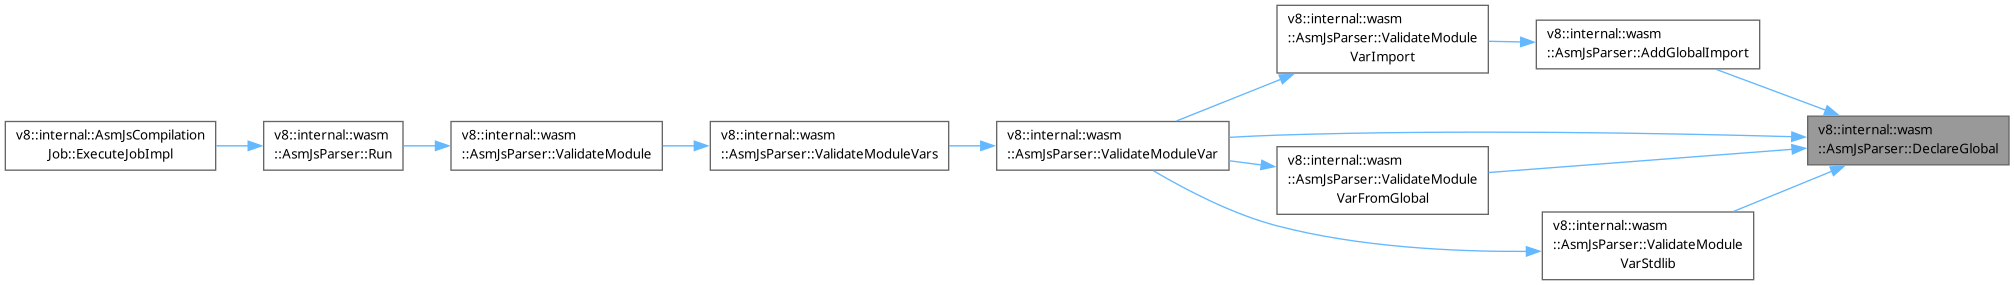 v8::internal::AsmJsCompilation
Job::ExecuteJobImpl
v8::internal::wasm
::AsmJsParser::Run
v8::internal::wasm
::AsmJsParser::ValidateModule
v8::internal::wasm
::AsmJsParser::ValidateModuleVars
v8::internal::wasm
::AsmJsParser::ValidateModuleVar
v8::internal::wasm
::AsmJsParser::ValidateModule
VarImport
v8::internal::wasm
::AsmJsParser::AddGlobalImport
v8::internal::wasm
::AsmJsParser::ValidateModule
VarFromGlobal
v8::internal::wasm
::AsmJsParser::ValidateModule
VarStdlib
v8::internal::wasm
::AsmJsParser::DeclareGlobal